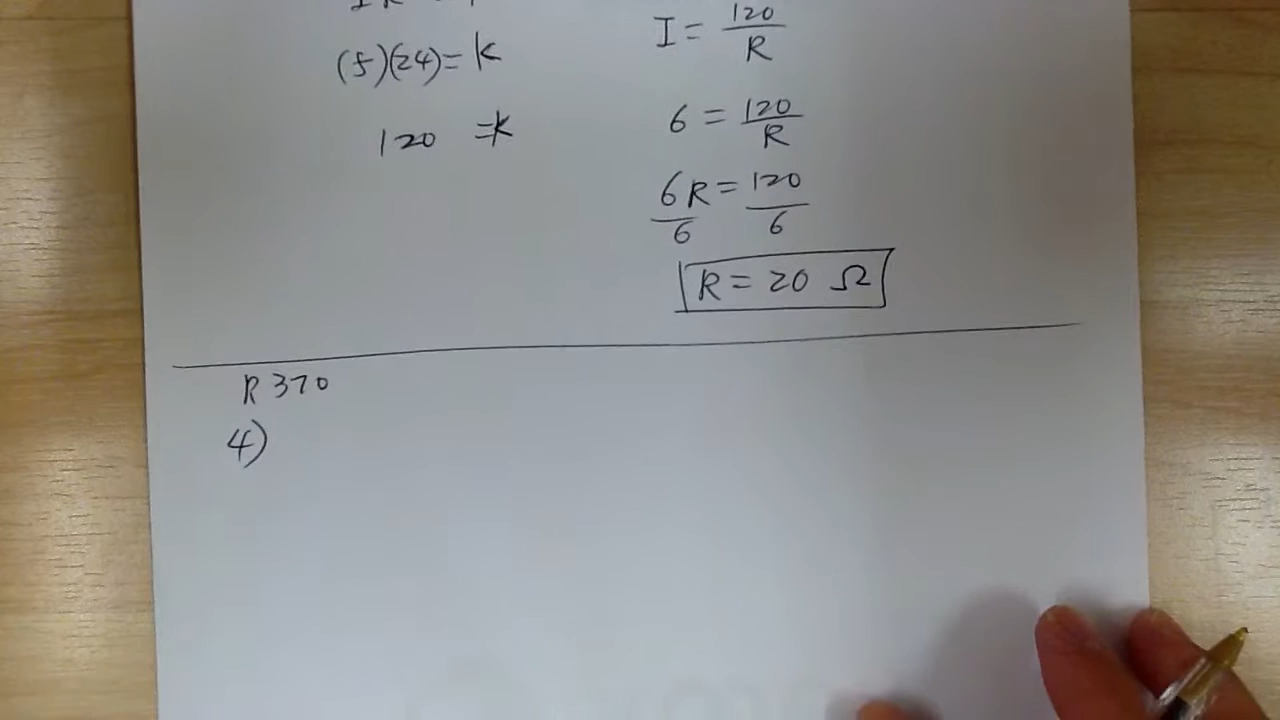 (5)(24) = k
120 = k
I = 120/R
6 = 120/R
6R/6 = 120/6
R = 20 Ω
R 370
4)